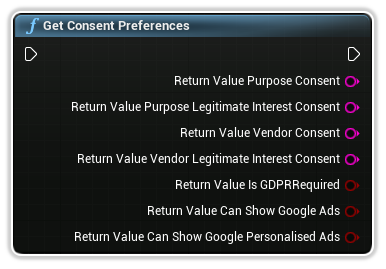 f Get Consent Preferences
Return Value Purpose Consent
Return Value Purpose Legitimate Interest Consent
Return Value Vendor Consent
Return Value Vendor Legitimate Interest Consent
Return Value Is GDPRRequired
Return Value Can Show Google Ads
Return Value Can Show Google Personalised Ads